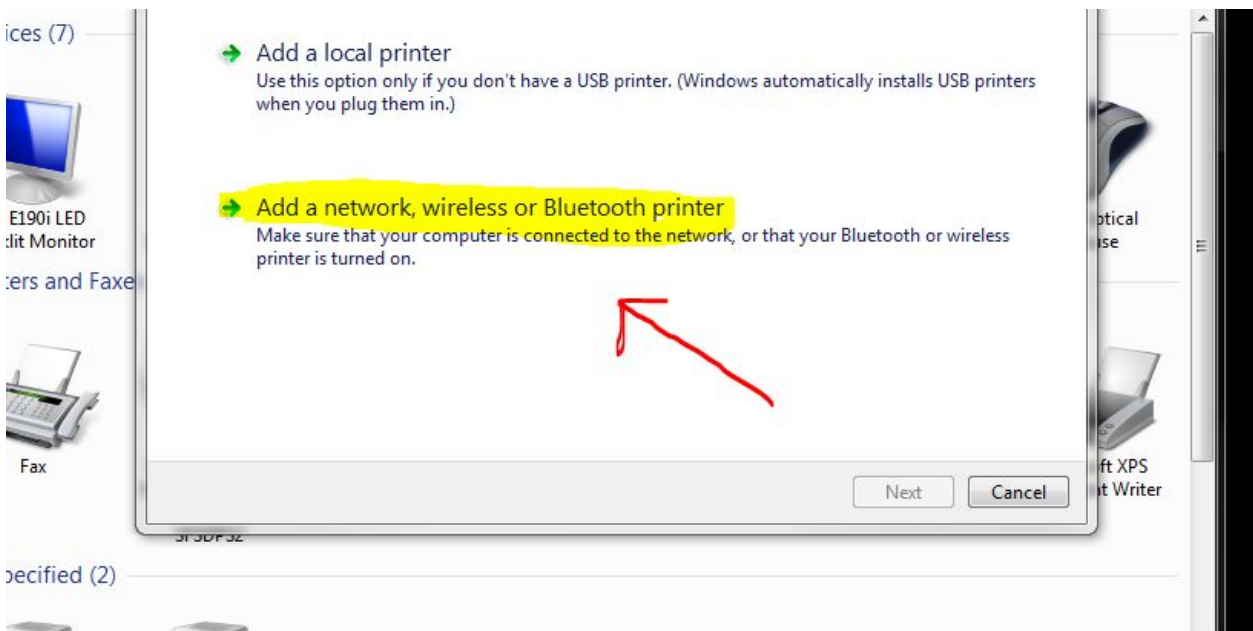 ices (7)
Add a local printer
Use this option only if you don't have a USB printer. (Windows automatically installs USB printers
when you plug them in.)
Add a network, wireless or Bluetooth printer
Make sure that your computer is connected to the network, or that your Bluetooth or wireless
printer is turned on.
E190i LED
lit Monitor
ptical
use
ters and Faxe
Fax
ft XPS
nt Writer
Next
Cancel
pecified (2)